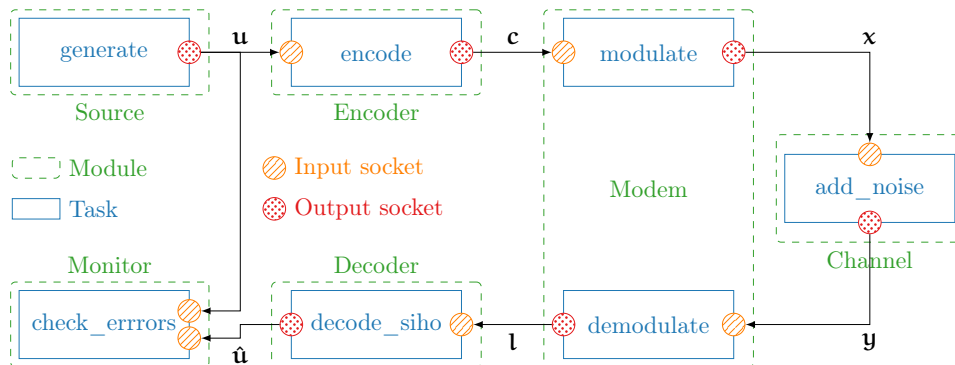 generate
u
encode
c
modulate
x
Source
Encoder
Module
Input socket
Task
Output socket
Modem
add_noise
Channel
Monitor
Decoder
check_errrors
û
decode_siho
l
demodulate
y